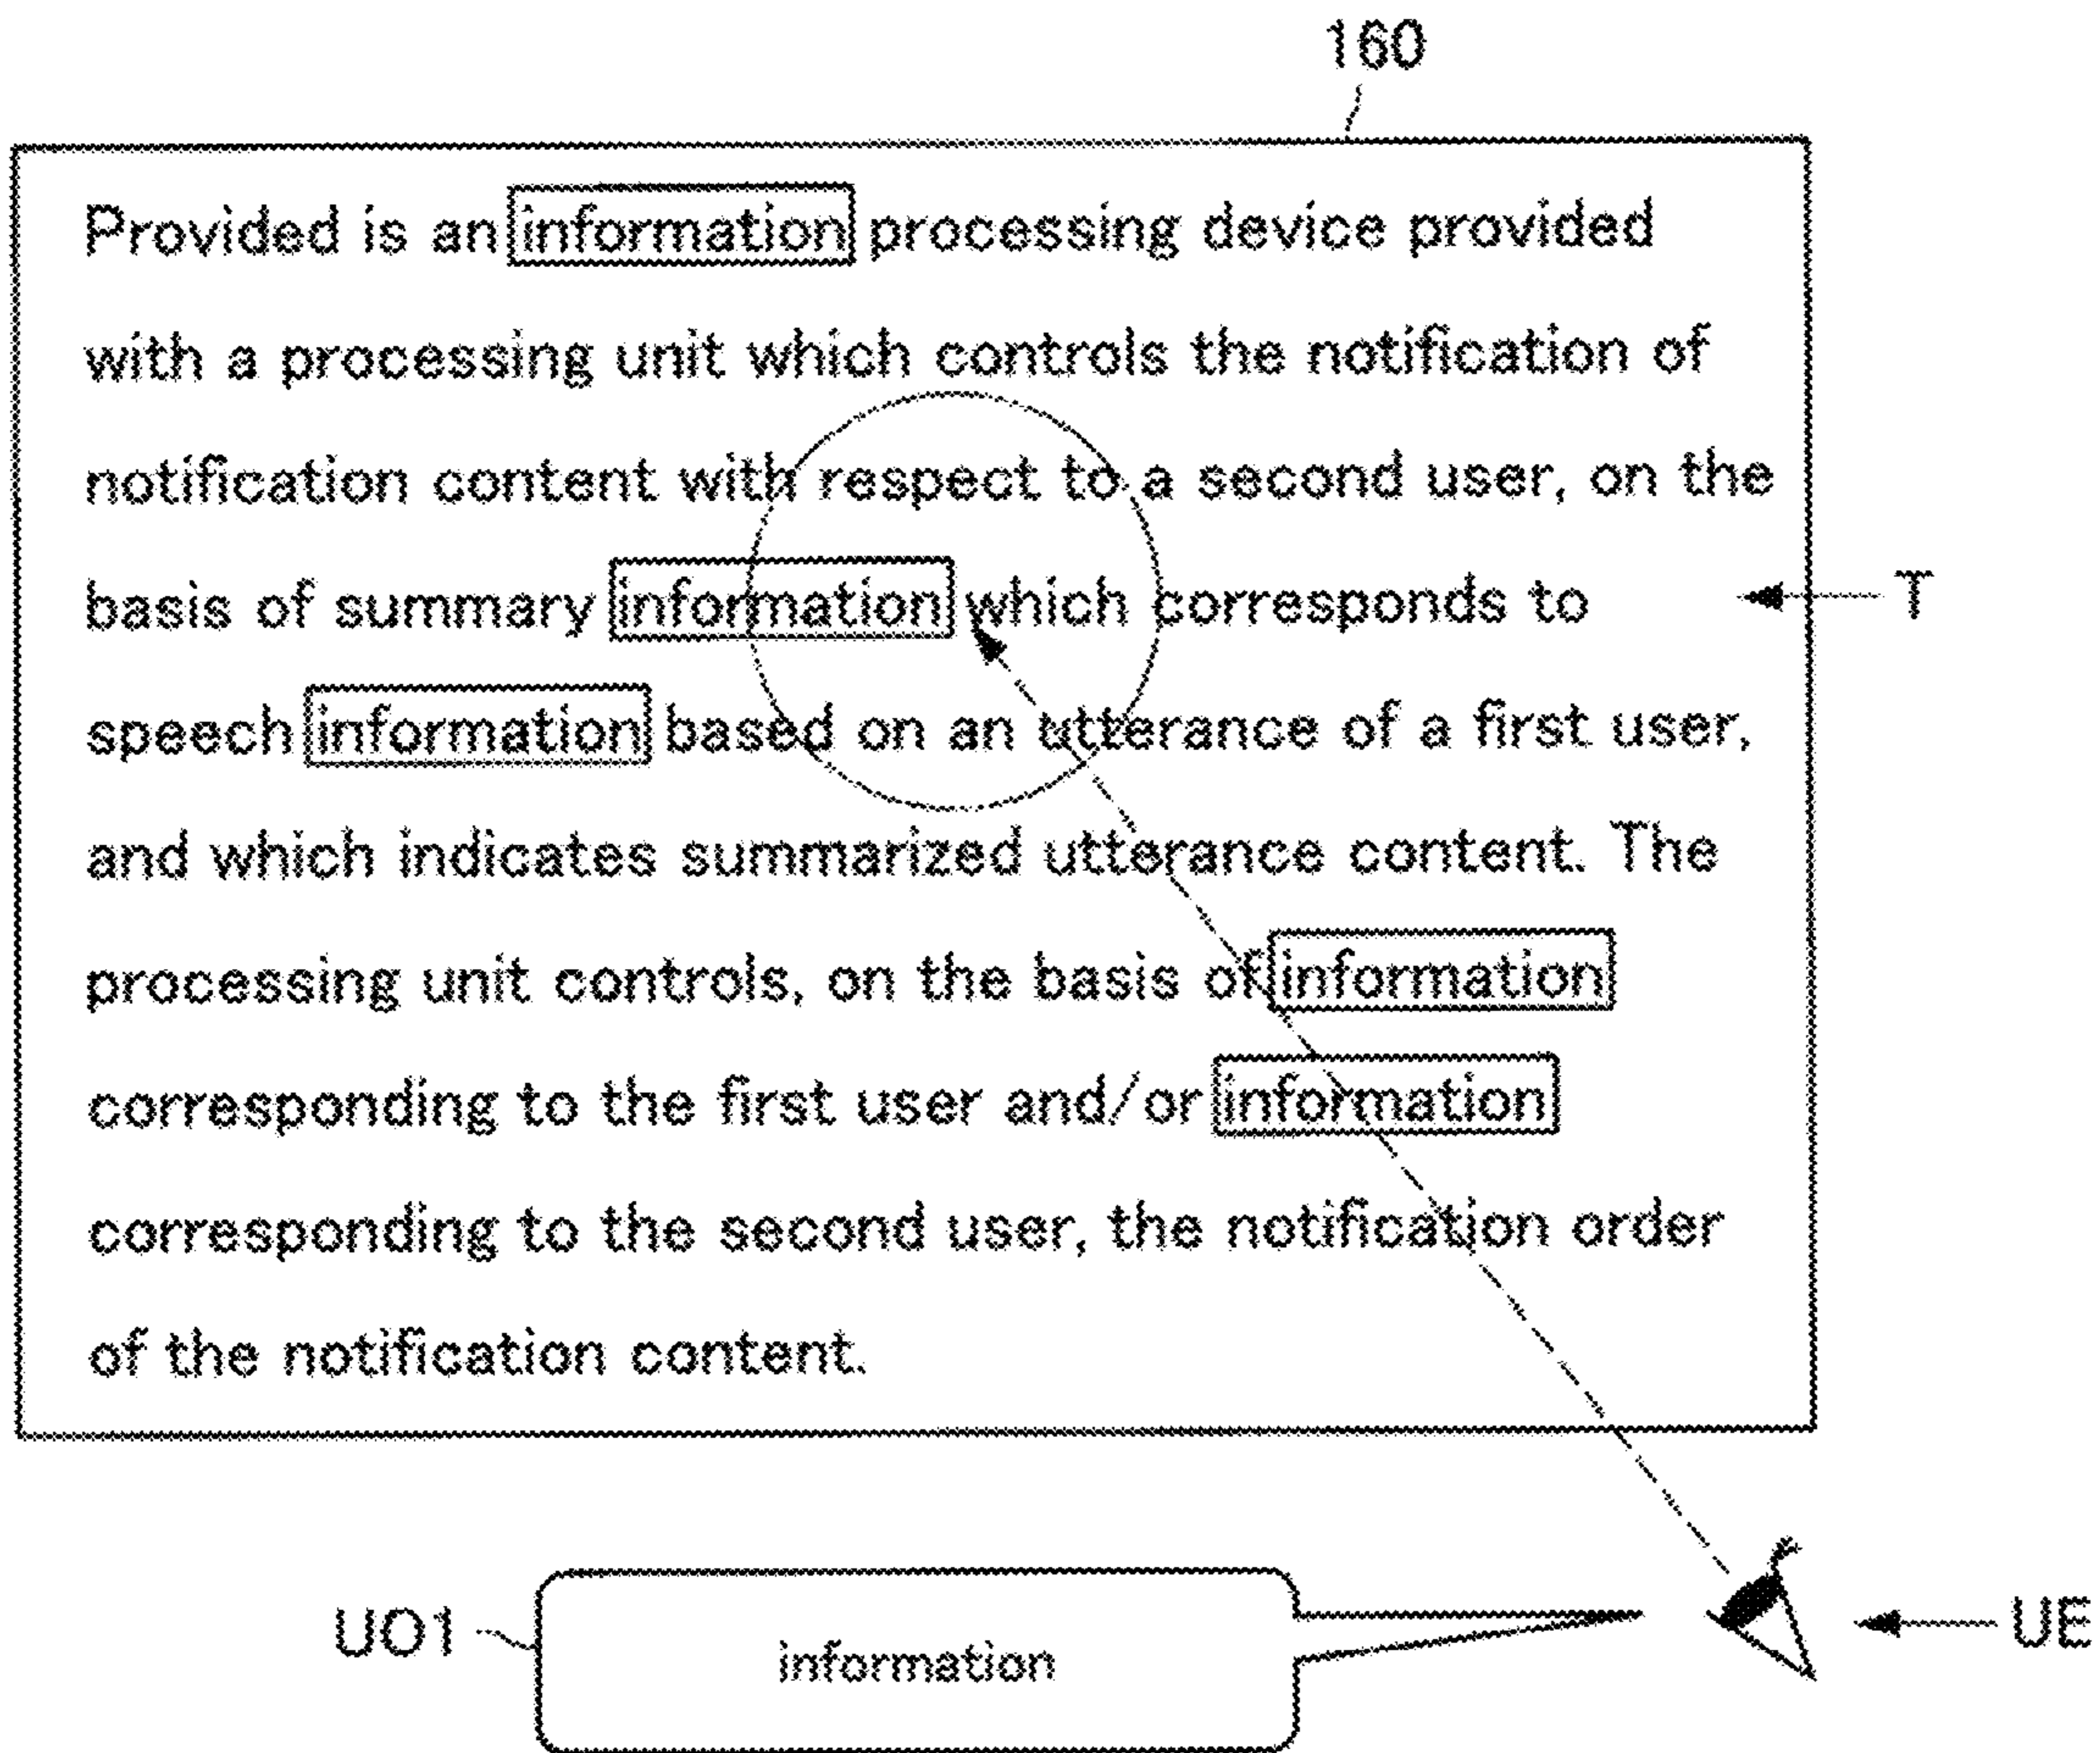 160
Provided is an information processing device provided
with a processing unit which controls the notification of
notification content with respect to a second user, on the
basis of summary information which corresponds to
T
speech information based on an utterance of a first user,
and which indicates summarized utterance content. The
processing unit controls, on the basis of information
corresponding to the first user and/or information
corresponding to the second user, the notification order
of the notification content.
UO1
information
UE